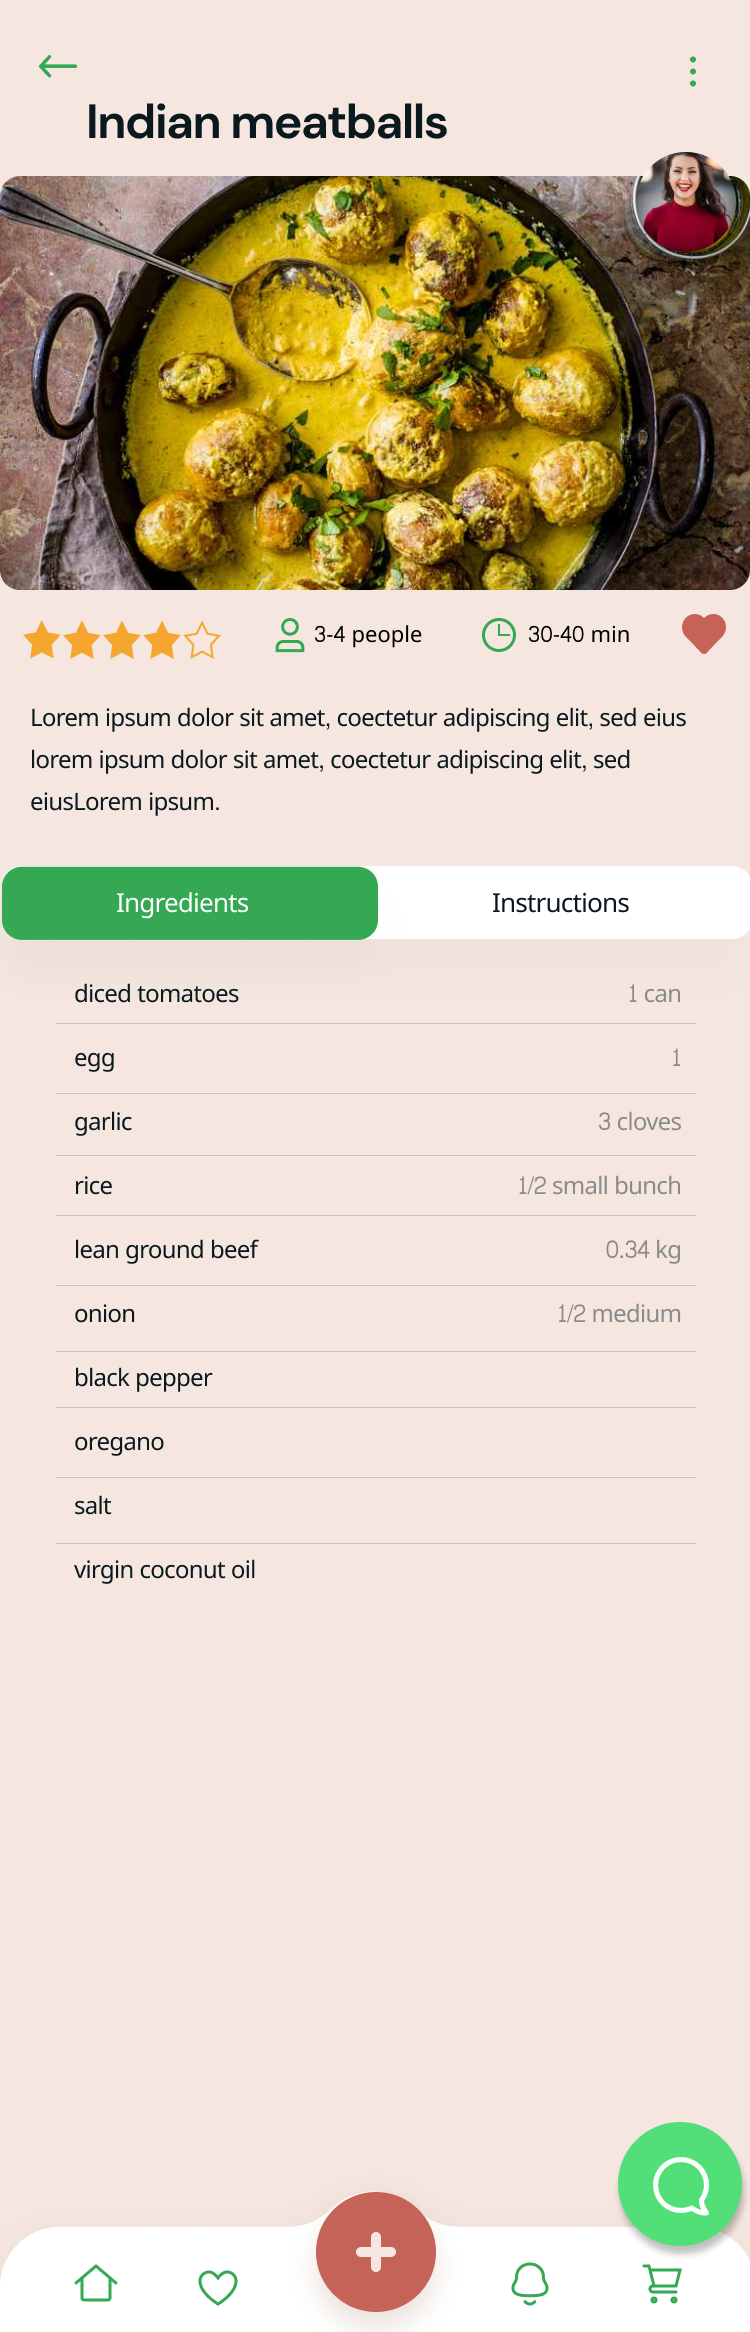 Indian meatballs
3-4 people
30-40 min
Lorem ipsum dolor sit amet, coectetur adipiscing elit, sed eius
lorem ipsum dolor sit amet, coectetur adipiscing elit, sed
eiusLorem ipsum.
Ingredients
Instructions
diced tomatoes 1 can
egg 1
garlic 3 cloves
rice 1/2 small bunch
lean ground beef 0.34 kg
onion 1/2 medium
black pepper
oregano
salt
virgin coconut oil